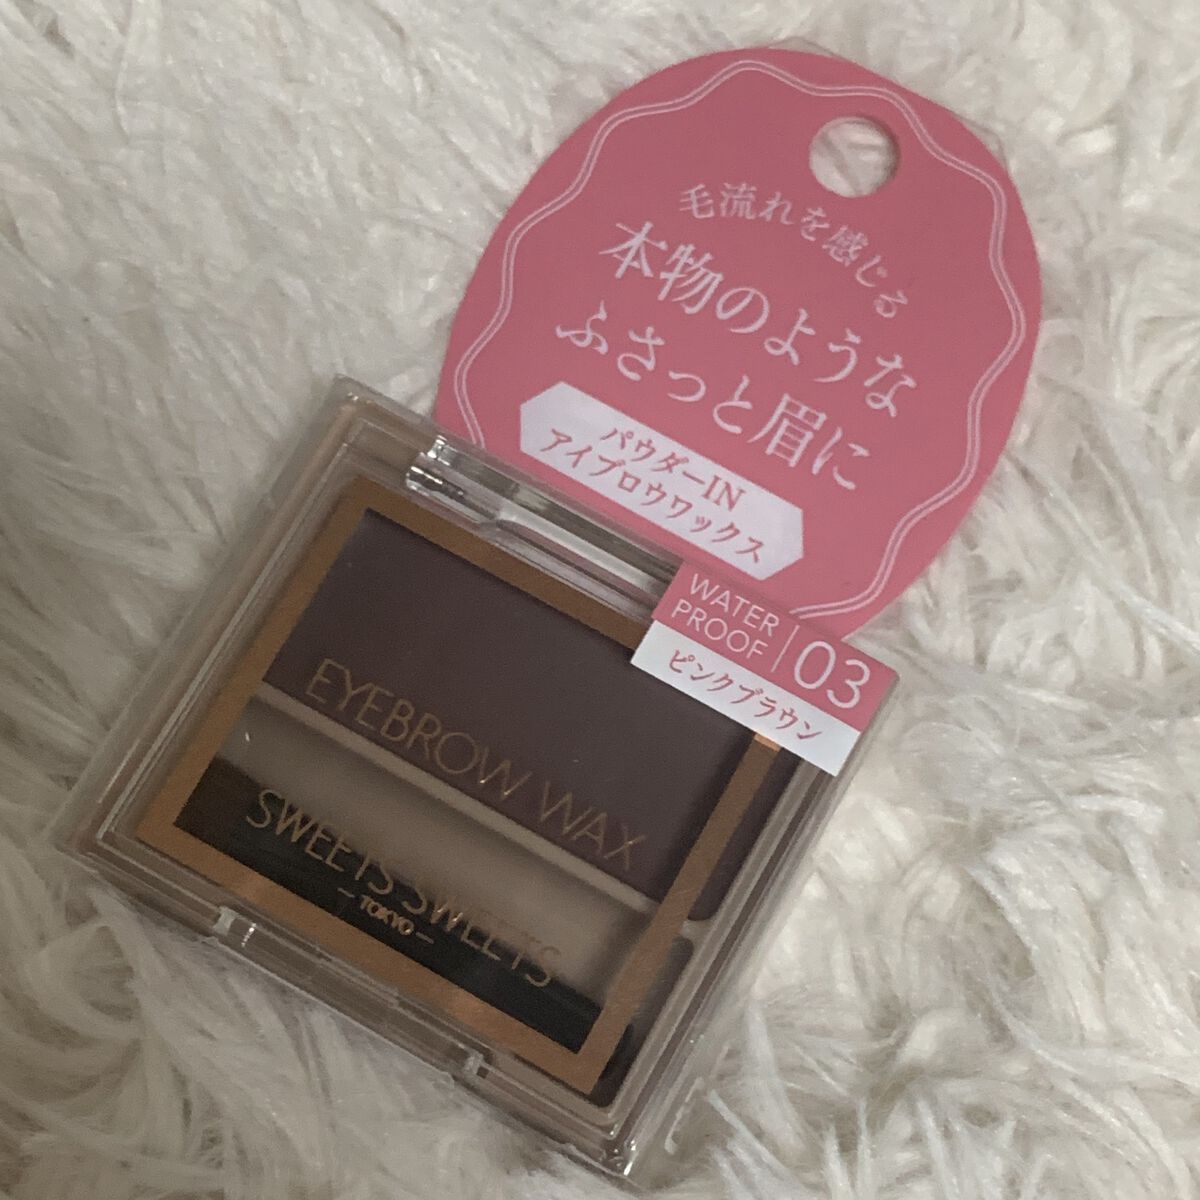 毛流れを感じる
本物のような
ふさっと眉に
パウダーIN
アイブロウワックス
WATER
PROOF
03
ピンクブラウン
EYEBROW WAX
SWEETS SWEETS
— TOKYO —